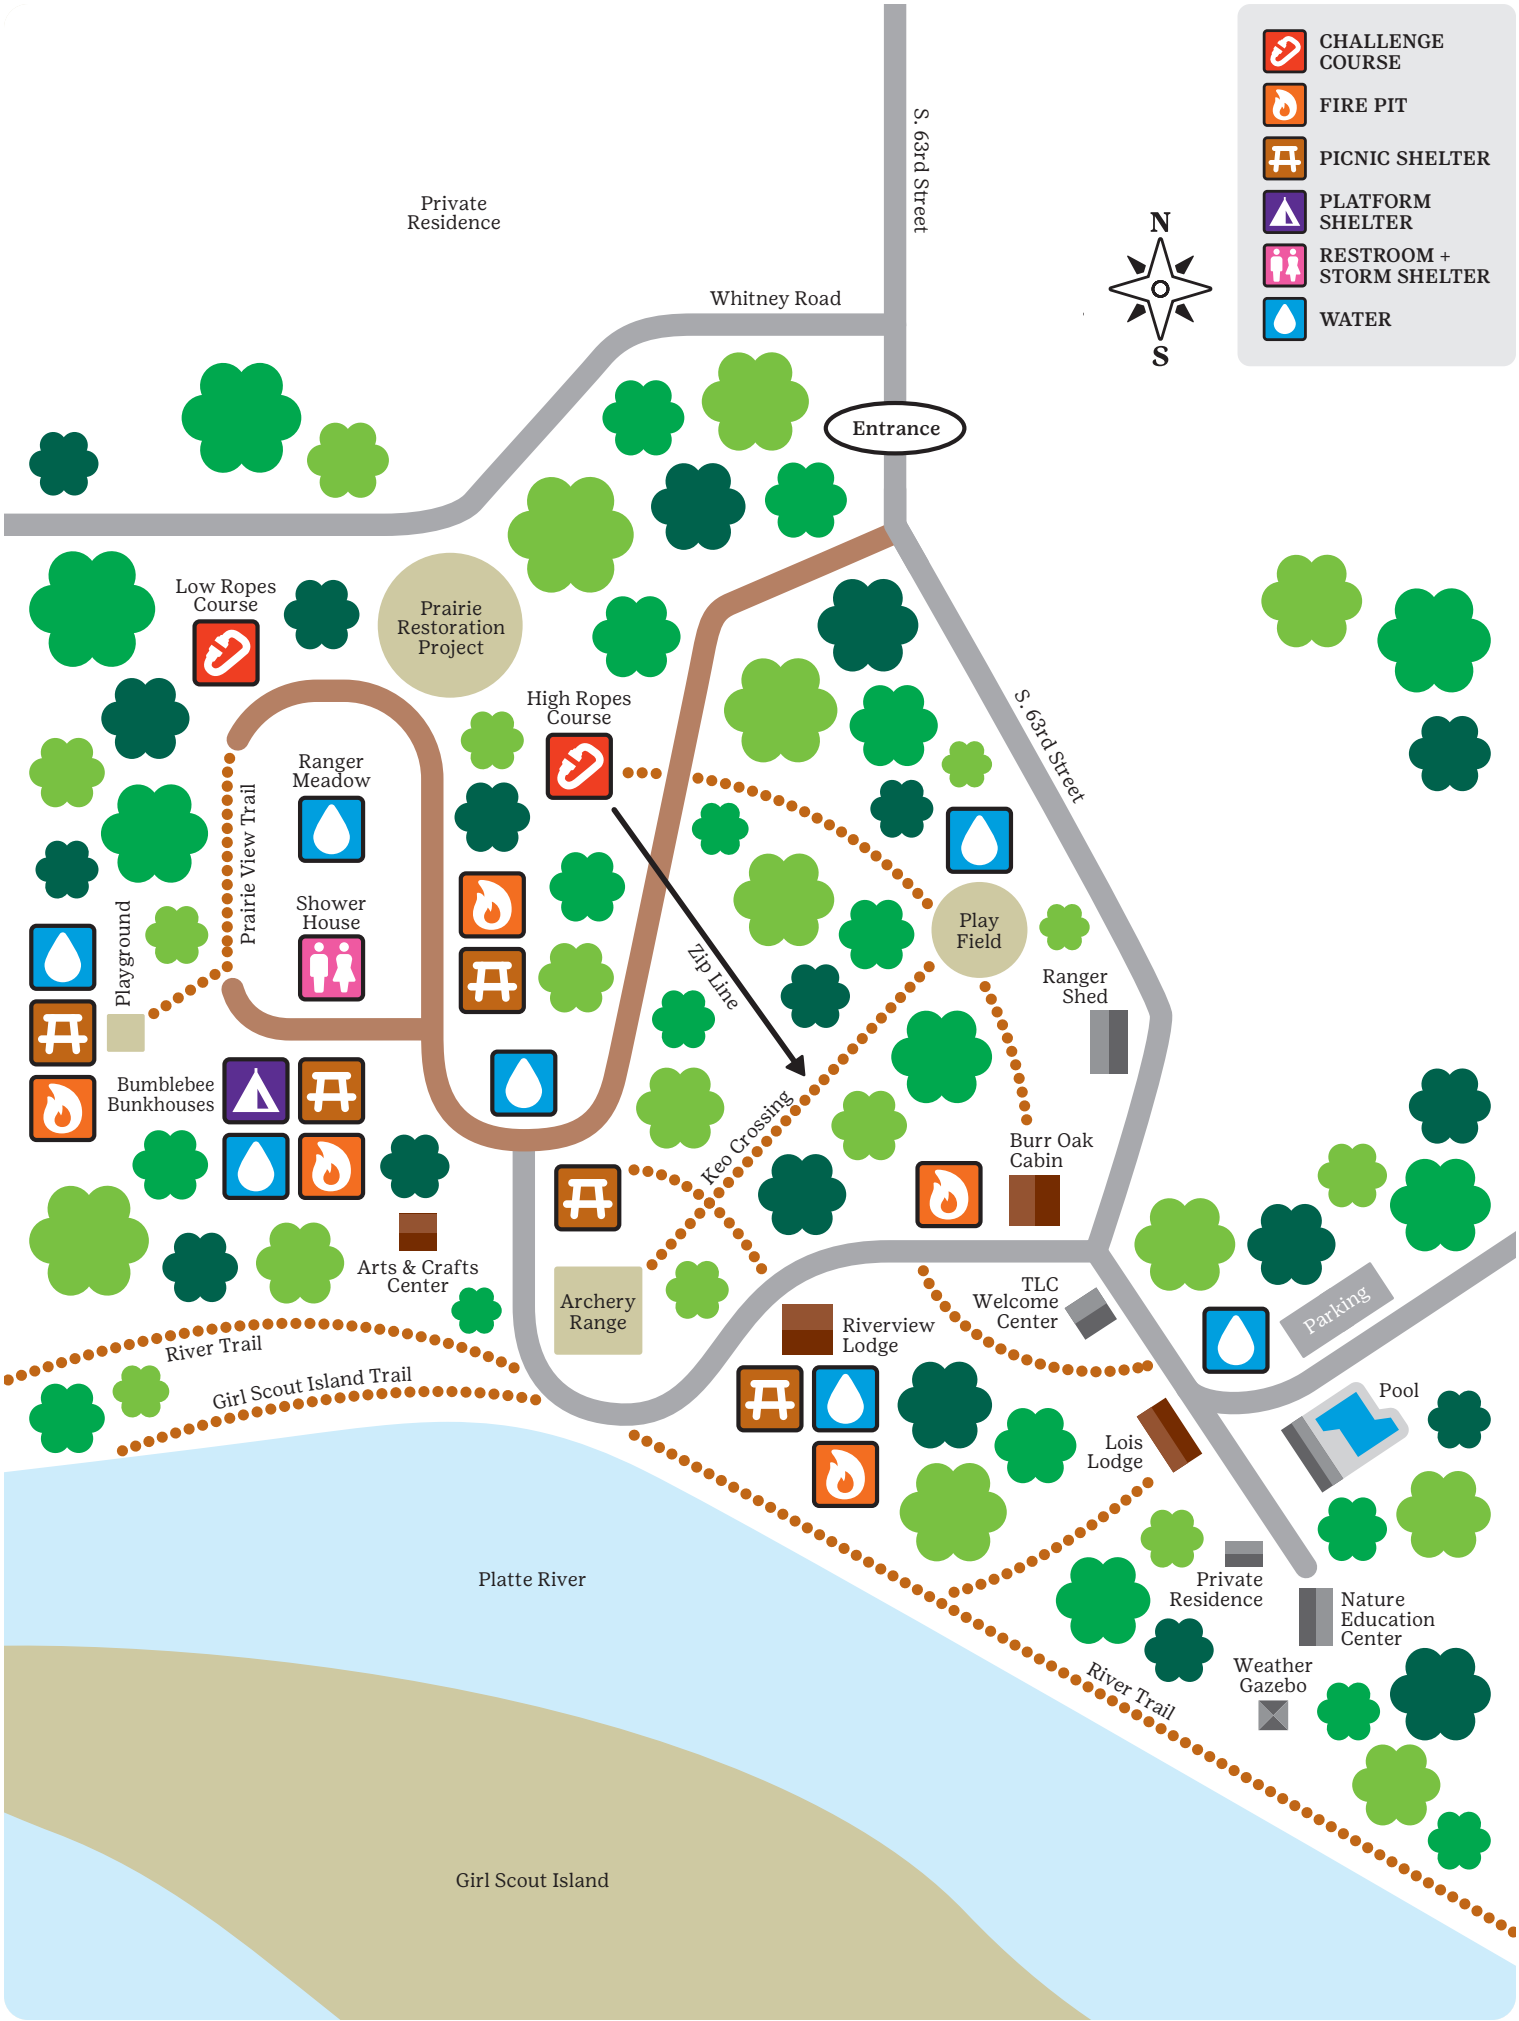 CHALLENGE
COURSE
FIRE PIT
PICNIC SHELTER
PLATFORM
SHELTER
RESTROOM +
STORM SHELTER
WATER
N
S
S. 63rd Street
Private
Residence
Whitney Road
Entrance
Low Ropes
Course
Prairie
Restoration
Project
High Ropes
Course
S. 63rd Street
Ranger
Meadow
Prairie View Trail
Shower
House
Playground
Zip Line
Play
Field
Ranger
Shed
Bumblebee
Bunkhouses
Keo Crossing
Burr Oak
Cabin
Arts & Crafts
Center
Archery
Range
TLC
Welcome
Center
Parking
Riverview
Lodge
River Trail
Girl Scout Island Trail
Pool
Lois
Lodge
Platte River
Private
Residence
Nature
Education
Center
Weather
Gazebo
River Trail
Girl Scout Island